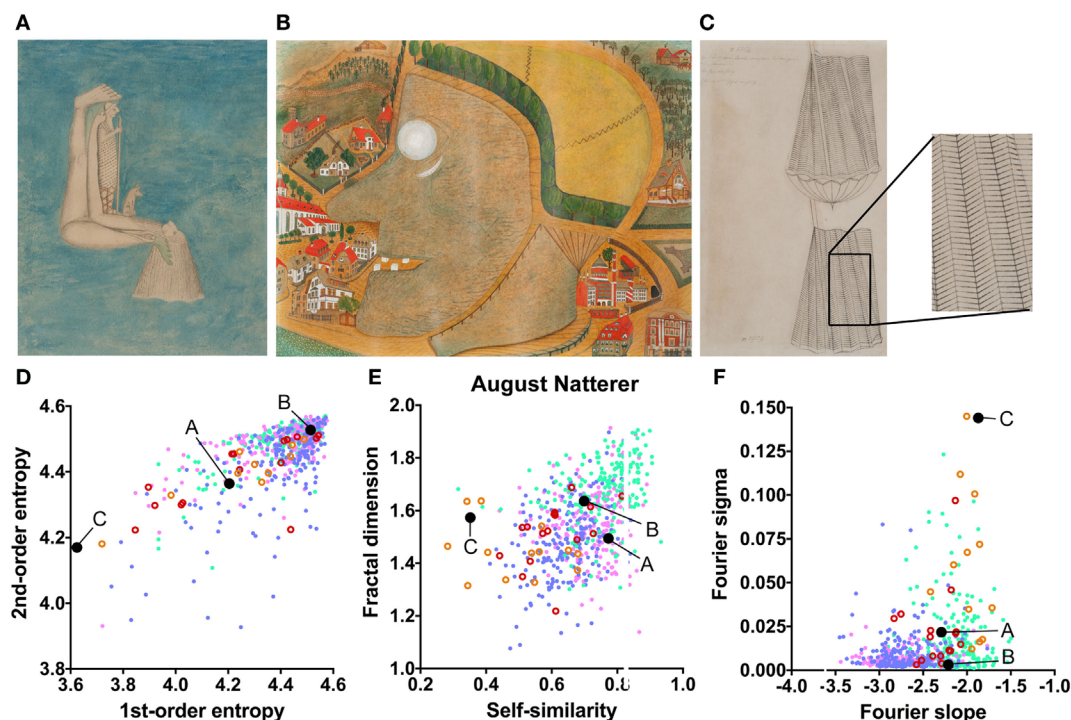 A
B
C
D
E
August Natterer
F
4.6
4.4
4.2
4.0
3.8
2nd-order entropy
3.6
3.8
4.0
4.2
4.4
4.6
1st-order entropy
A
B
C
2.0
1.8
1.6
1.4
1.2
1.0
Fractal dimension
0.2
0.4
0.6
0.8
1.0
Self-similarity
C
B
A
0.150
0.125
0.100
0.075
0.050
0.025
0.000
Fourier sigma
-4.0
-3.5
-3.0
-2.5
-2.0
-1.5
-1.0
Fourier slope
C
A
B